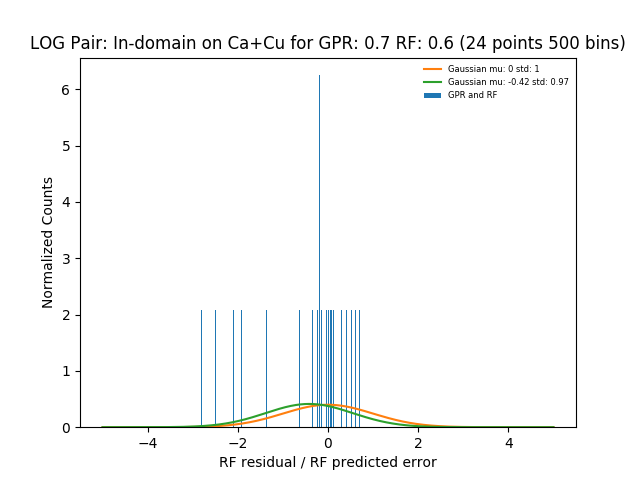 LOG Pair: In-domain on Ca+Cu for GPR: 0.7 RF: 0.6 (24 points 500 bins)
Gaussian mu: 0 std: 1
Gaussian mu: -0.42 std: 0.97
GPR and RF
Normalized Counts
6
5
4
3
2
1
0
−4 −2 0 2 4
RF residual / RF predicted error